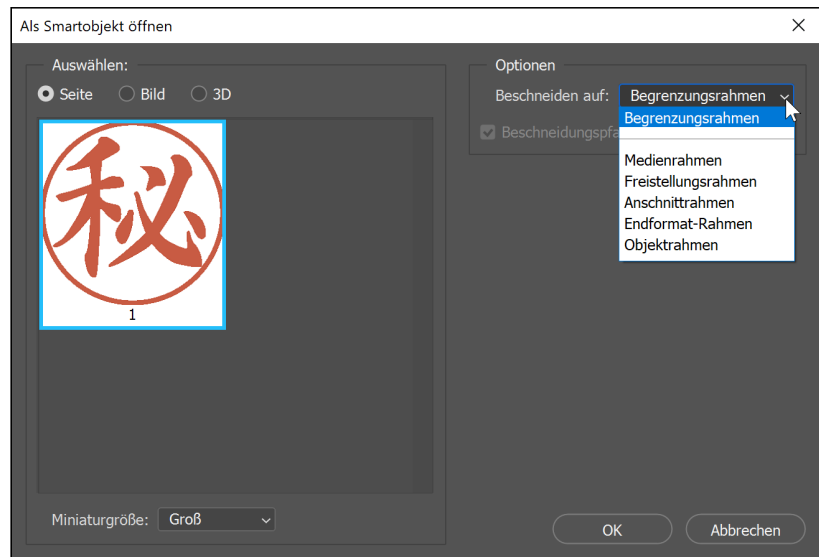 Als Smartobjekt öffnen
Auswählen:
Seite Bild 3D
秘
1
Miniaturgröße: Groß
Optionen
Beschneiden auf: Begrenzungsrahmen
Begrenzungsrahmen
Beschneidungspfa
Medienrahmen
Freistellungsrahmen
Anschnittrahmen
Endformat-Rahmen
Objektrahmen
OK Abbrechen